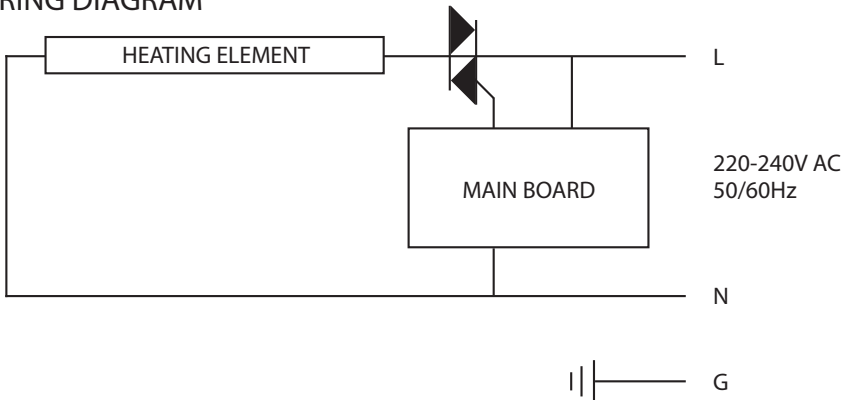 RING DIAGRAM
HEATING ELEMENT
L
MAIN BOARD
220-240V AC
50/60Hz
N
G